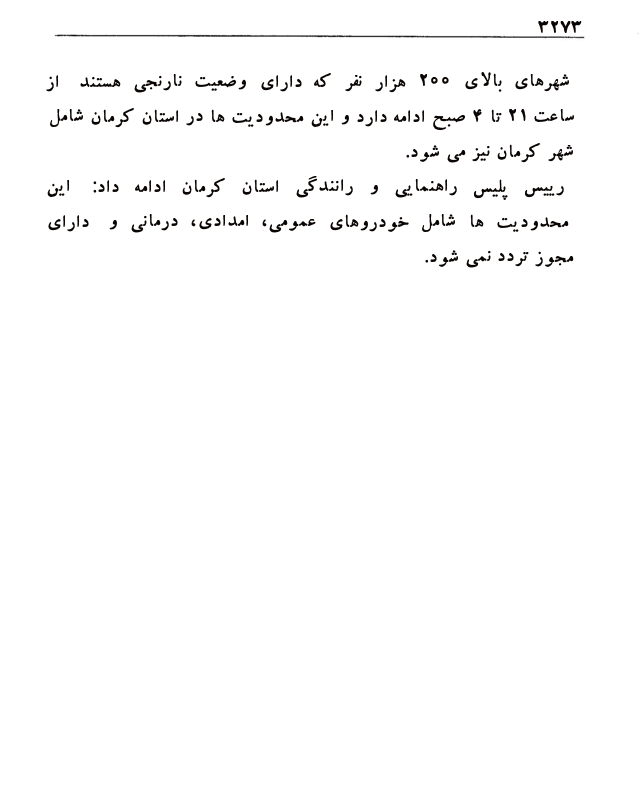 ۳۲۷۳
شهرهای بالای ۲۰۰ هزار نفر که دارای وضعیت نارنجی هستند از
ساعت ۲۱ تا ۴ صبح ادامه دارد و این محدودیت ها در استان کرمان شامل
شهر کرمان نیز می شود.
رییس پلیس راهنمایی و رانندگی استان کرمان ادامه داد: این
محدودیت ها شامل خودروهای عمومی، امدادی، درمانی و دارای
مجوز تردد نمی شود.